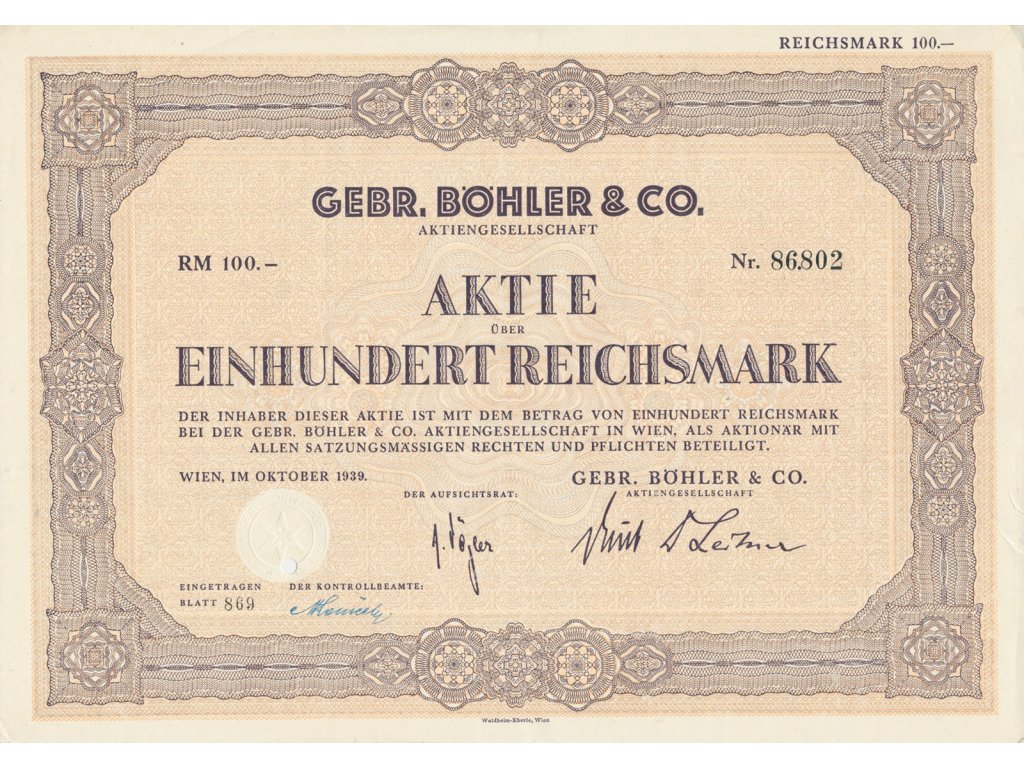 REICHSMARK 100.—
GEBR. BÖHLER & CO.
AKTIENGESELLSCHAFT
RM 100.– Nr. 86.802
AKTIE
ÜBER
EINHUNDERT REICHSMARK
DER INHABER DIESER AKTIE IST MIT DEM BETRAG VON EINHUNDERT REICHSMARK
BEI DER GEBR. BÖHLER & CO. AKTIENGESELLSCHAFT IN WIEN, ALS AKTIONÄR MIT
ALLEN SATZUNGSMÄSSIGEN RECHTEN UND PFLICHTEN BETEILIGT.
WIEN, IM OKTOBER 1939. GEBR. BÖHLER & CO.
DER AUFSICHTSRAT: AKTIENGESELLSCHAFT
EINGETRAGEN DER KONTROLLBEAMTE:
BLATT 869
Waldheim-Eberle, Wien